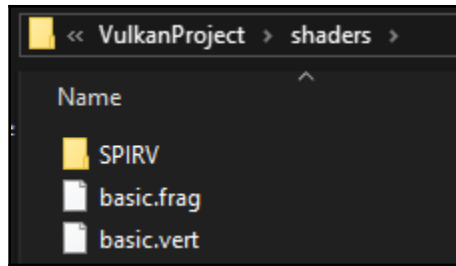 « VulkanProject > shaders >
Name
SPIRV
basic.frag
basic.vert